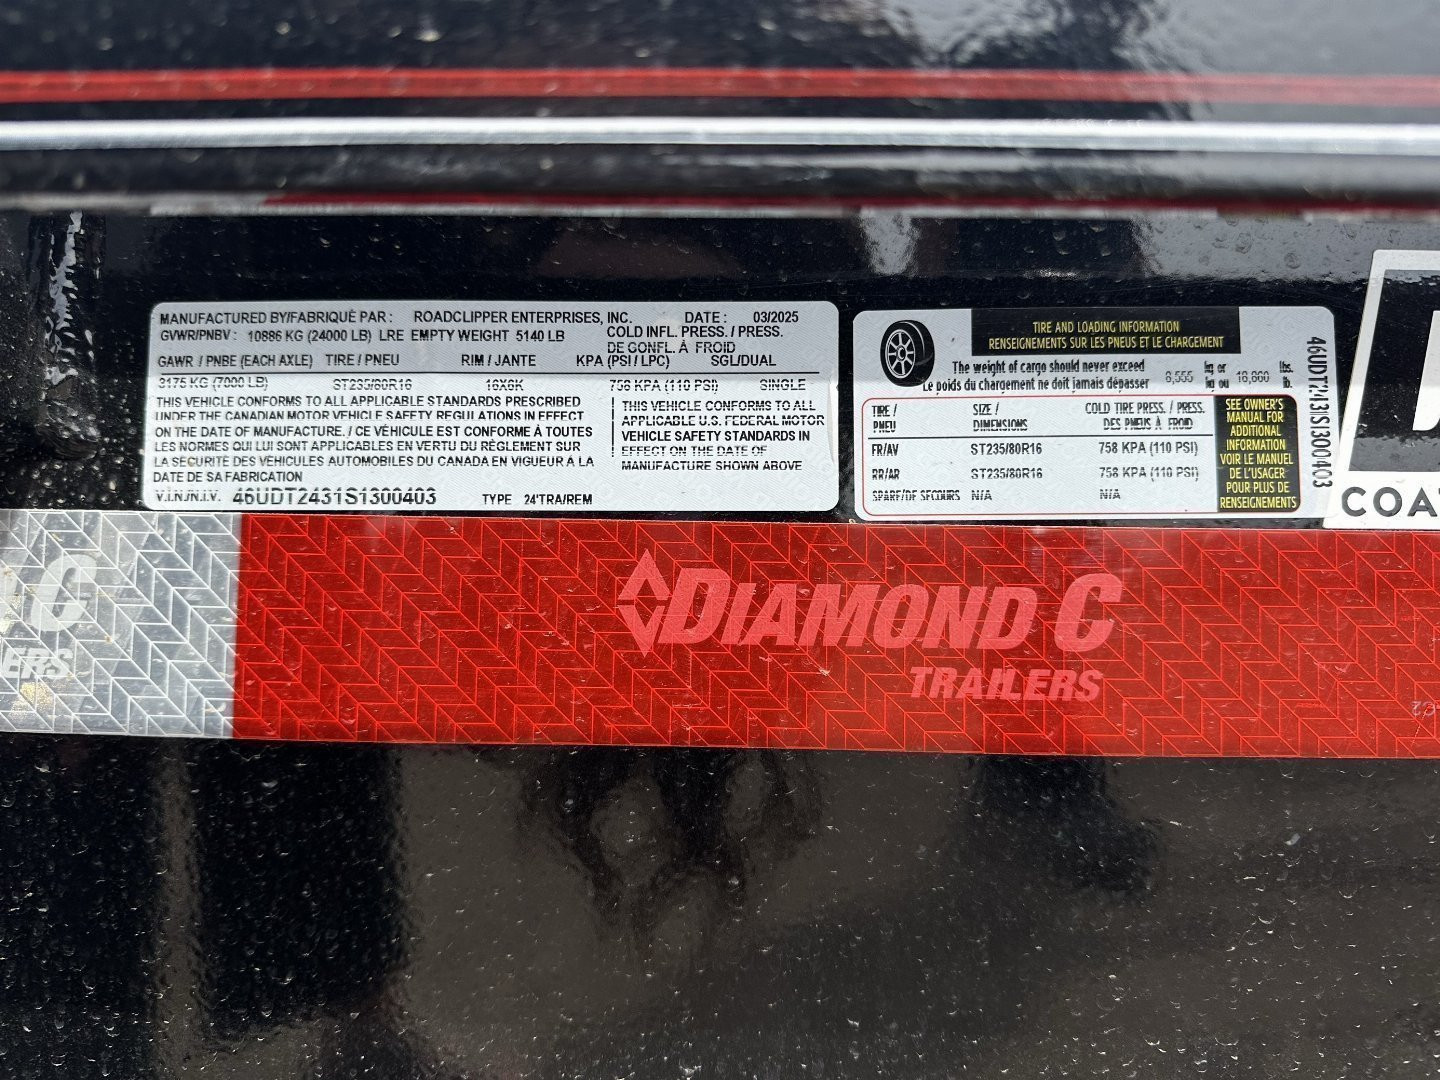 MANUFACTURED BY/FABRIQUÉ PAR : ROADCLIPPER ENTERPRISES, INC. DATE : 03/2025
GVWR/PNBV : 10886 KG (24000 LB) LRE EMPTY WEIGHT 5140 LB
COLD INFL. PRESS. / PRESS.
DE GONFL. À FROID
GAWR / PNBE (EACH AXLE) TIRE / PNEU RIM / JANTE KPA (PSI / LPC) SGL/DUAL
3175 KG (7000 LB) ST235/80R16 16X6K 758 KPA (110 PSI) SINGLE
THIS VEHICLE CONFORMS TO ALL APPLICABLE STANDARDS PRESCRIBED
UNDER THE CANADIAN MOTOR VEHICLE SAFETY REGULATIONS IN EFFECT
ON THE DATE OF MANUFACTURE. / CE VÉHICULE EST CONFORME À TOUTES
LES NORMES QUI LUI SONT APPLICABLES EN VERTU DU RÈGLEMENT SUR
LA SÉCURITÉ DES VÉHICULES AUTOMOBILES DU CANADA EN VIGUEUR À LA
DATE DE SA FABRICATION
THIS VEHICLE CONFORMS TO ALL
APPLICABLE U.S. FEDERAL MOTOR
VEHICLE SAFETY STANDARDS IN
EFFECT ON THE DATE OF
MANUFACTURE SHOWN ABOVE
V.I.N./N.I.V. 46UDT2431S1300403 TYPE 24'TRA/REM
TIRE AND LOADING INFORMATION
RENSEIGNEMENTS SUR LES PNEUS ET LE CHARGEMENT
The weight of cargo should never exceed
Le poids du chargement ne doit jamais dépasser
8,555 kg or 18,860 lbs.
kg ou lb.
TIRE / PNEU SIZE / DIMENSIONS COLD TIRE PRESS. / PRESS. DES PNEUS À FROID
FR/AV ST235/80R16 758 KPA (110 PSI)
RR/AR ST235/80R16 758 KPA (110 PSI)
SPARE/DE SECOURS N/A N/A
SEE OWNER'S
MANUAL FOR
ADDITIONAL
INFORMATION
VOIR LE MANUEL
DE L'USAGER
POUR PLUS DE
RENSEIGNEMENTS
46UDT2431S1300403
COA
C
ERS
DIAMOND C
TRAILERS